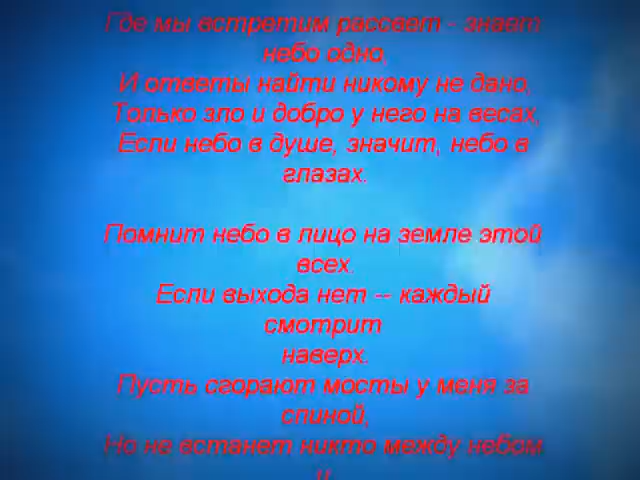 Где мы встретим рассвет - знает
небо одно,
И ответы найти никому не дано,
Только зло и добро у него на весах,
Если небо в душе, значит, небо в
глазах.
Помнит небо в лицо на земле этой
всех.
Если выхода нет -- каждый
смотрит
наверх.
Пусть сгорают мосты у меня за
спиной,
Но не встанет никто между небом
и